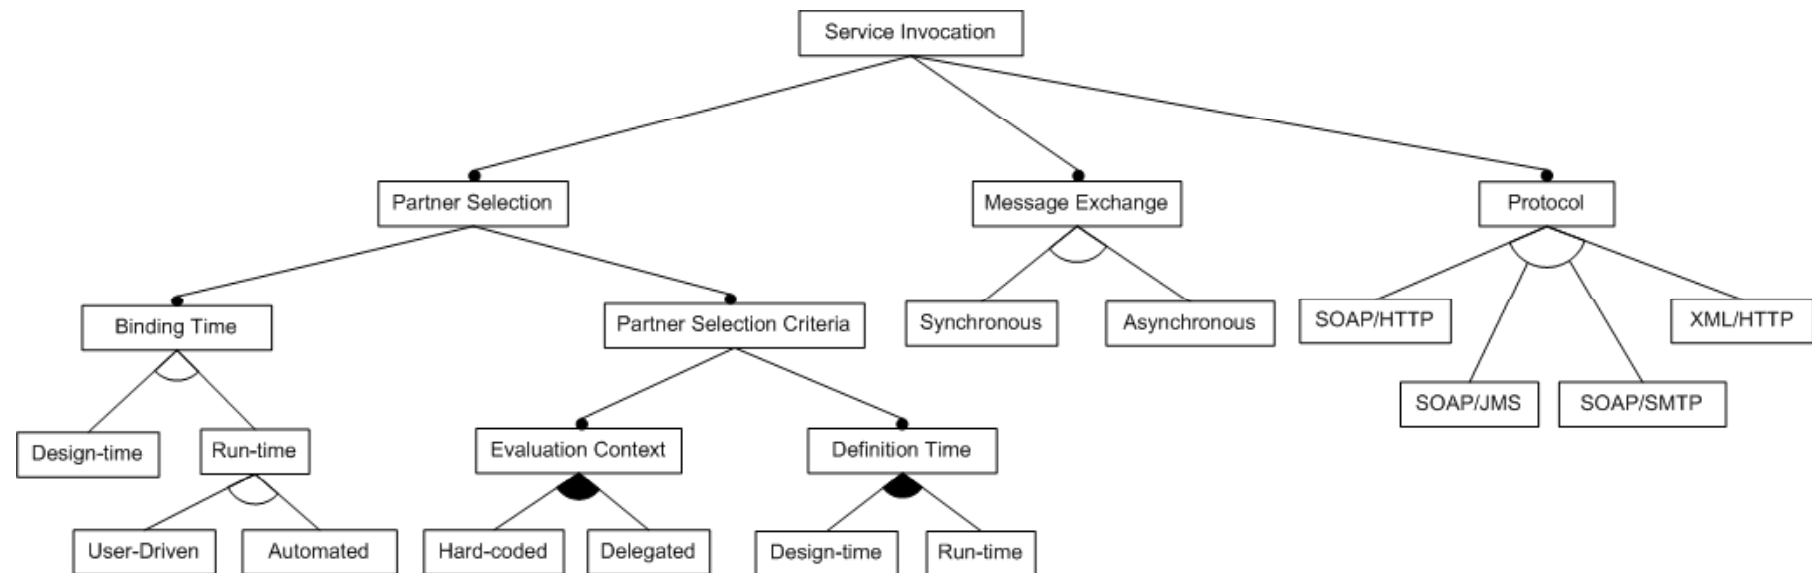 Service Invocation
Partner Selection
Message Exchange
Protocol
Binding Time
Partner Selection Criteria
Synchronous
Asynchronous
SOAP/HTTP
XML/HTTP
SOAP/JMS
SOAP/SMTP
Design-time
Run-time
Evaluation Context
Definition Time
User-Driven
Automated
Hard-coded
Delegated
Design-time
Run-time